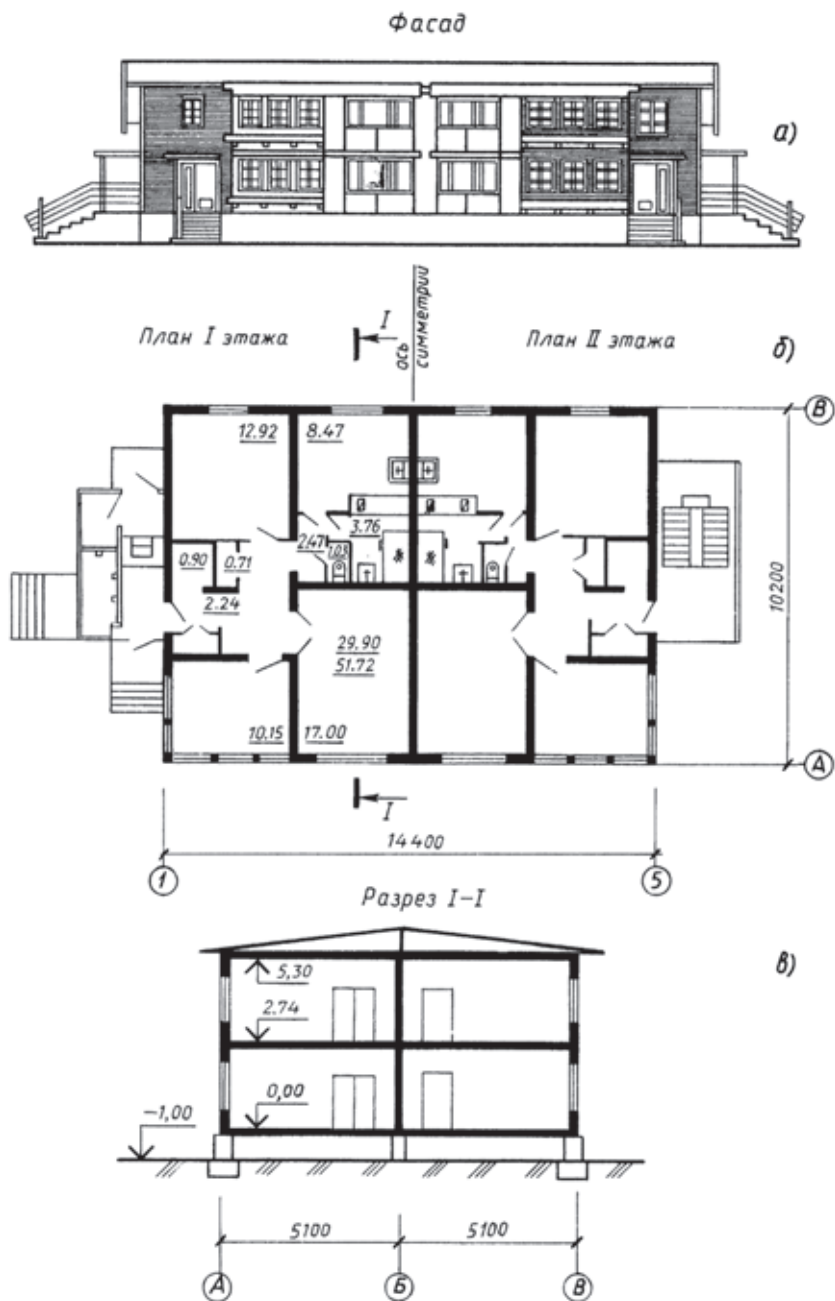 Фасад
а)
I
План I этажа
ось
симметрии
План II этажа
б)
В
12.92
8.47
3.76
2.47
1.03
0.90
0.71
2.24
10200
29.90
51.72
10.15
17.00
А
I
14400
1
5
Разрез I-I
в)
5,30
2.74
0,00
-1,00
5100
5100
А
Б
В